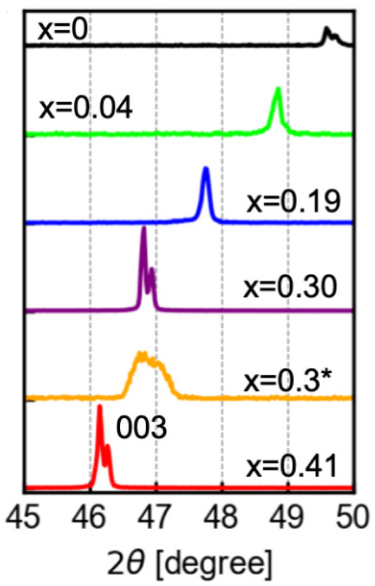 x=0
x=0.04
x=0.19
x=0.30
x=0.3*
003
x=0.41
45 46 47 48 49 50
2θ [degree]